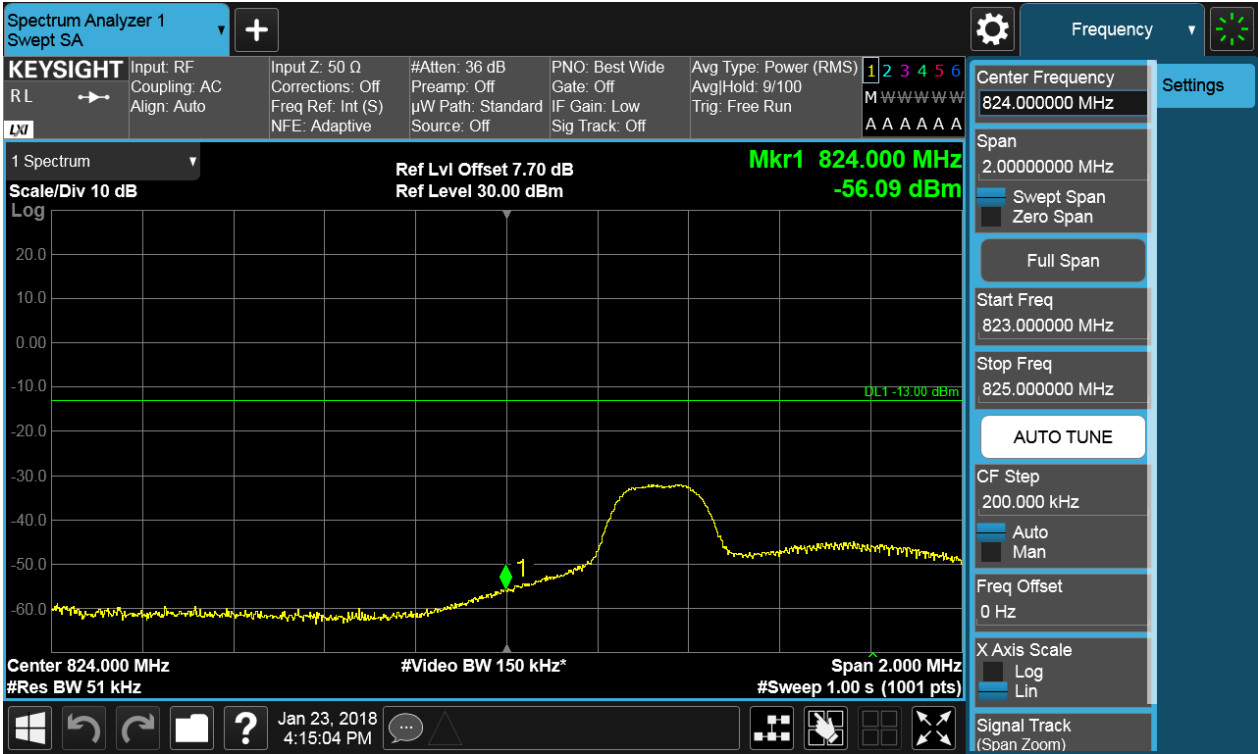 Spectrum Analyzer 1
Swept SA
Frequency
KEYSIGHT
R L
LXI
Input: RF
Coupling: AC
Align: Auto
Input Z: 50 Ω
Corrections: Off
Freq Ref: Int (S)
NFE: Adaptive
#Atten: 36 dB
Preamp: Off
µW Path: Standard
Source: Off
PNO: Best Wide
Gate: Off
IF Gain: Low
Sig Track: Off
Avg Type: Power (RMS)
Avg|Hold: 9/100
Trig: Free Run
1 2 3 4 5 6
M W W W W W
A A A A A A
1 Spectrum
Scale/Div 10 dB
Ref Lvl Offset 7.70 dB
Ref Level 30.00 dBm
Mkr1 824.000 MHz
-56.09 dBm
Log
20.0
10.0
0.00
-10.0
DL1 -13.00 dBm
-20.0
-30.0
-40.0
-50.0
1
-60.0
Center 824.000 MHz
#Video BW 150 kHz*
Span 2.000 MHz
#Res BW 51 kHz
#Sweep 1.00 s (1001 pts)
?
Jan 23, 2018
4:15:04 PM
Center Frequency
824.000000 MHz
Settings
Span
2.00000000 MHz
Swept Span
Zero Span
Full Span
Start Freq
823.000000 MHz
Stop Freq
825.000000 MHz
AUTO TUNE
CF Step
200.000 kHz
Auto
Man
Freq Offset
0 Hz
X Axis Scale
Log
Lin
Signal Track
(Span Zoom)